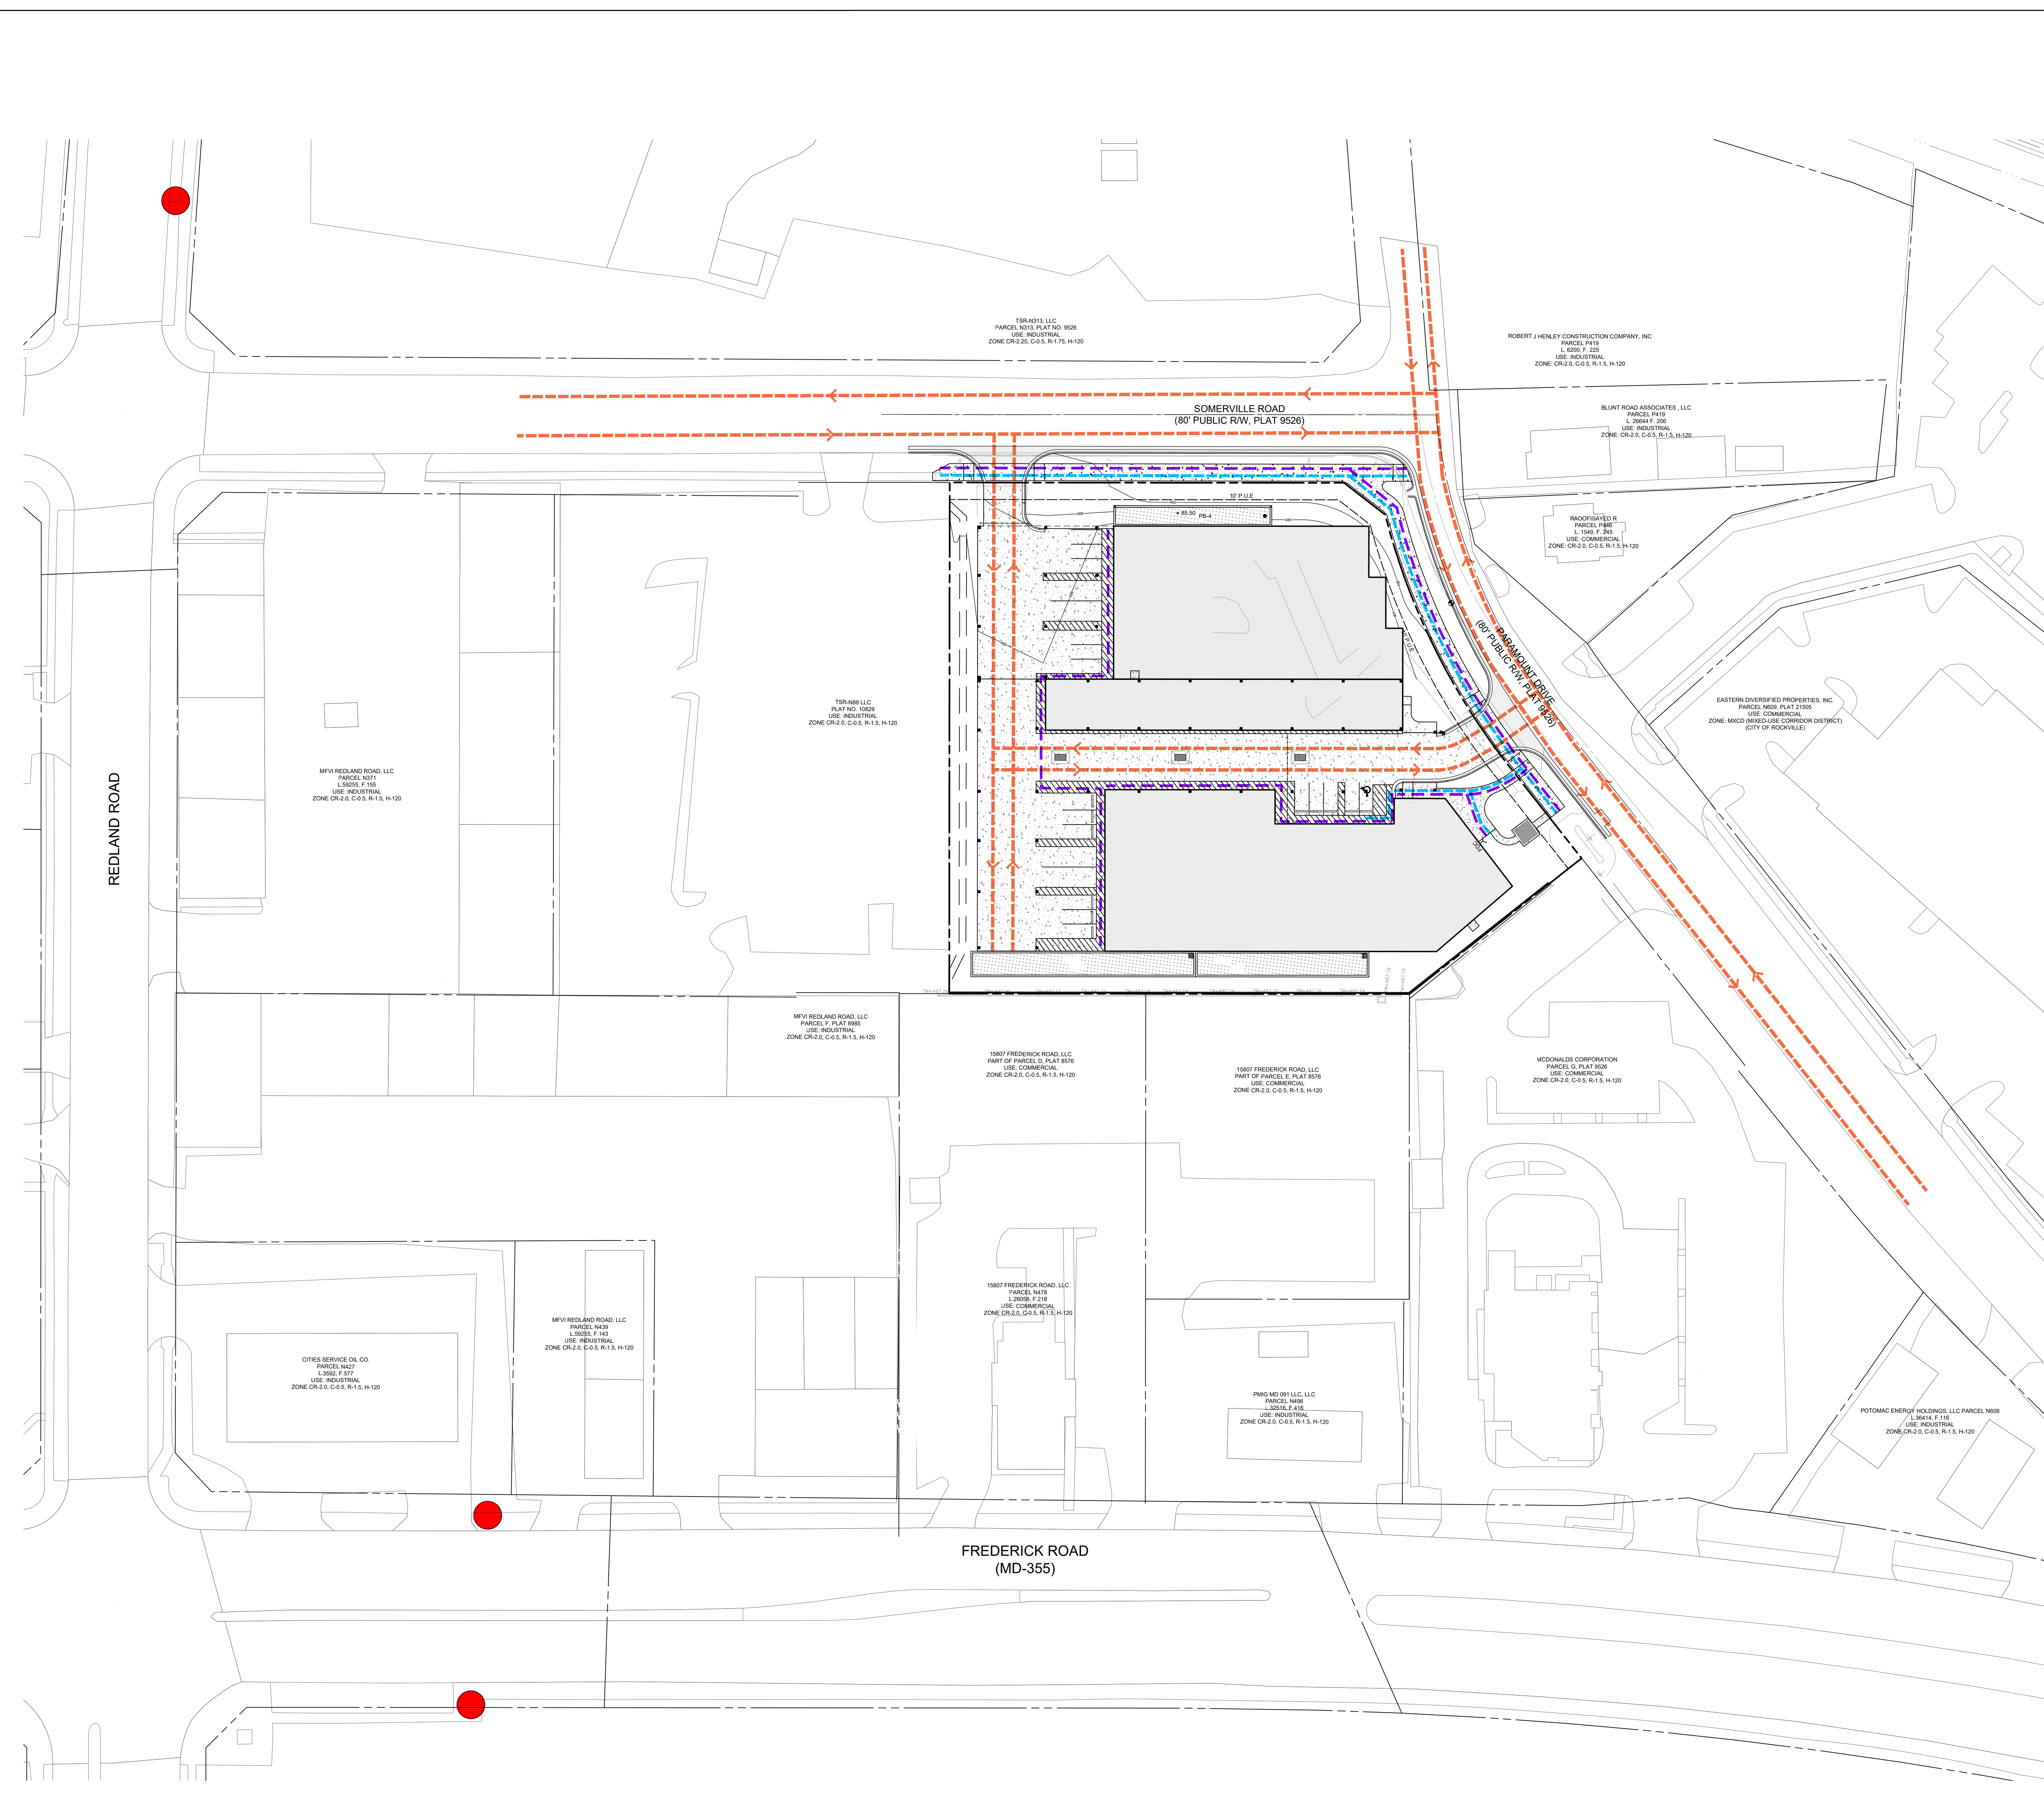 TSR-N313, LLC
PARCEL N313, PLAT NO. 9526
USE: INDUSTRIAL
ZONE CR-2.25, C-0.5, R-1.75, H-120
ROBERT J HENLEY CONSTRUCTION COMPANY, INC
PARCEL P419
L. 6200, F. 225
USE: INDUSTRIAL
ZONE: CR-2.0, C-0.5, R-1.5, H-120
SOMERVILLE ROAD
(80' PUBLIC R/W, PLAT 9526)
BLUNT ROAD ASSOCIATES , LLC
PARCEL P419
L. 26644 F. 206
USE: INDUSTRIAL
ZONE: CR-2.0, C-0.5, R-1.5, H-120
10' P.U.E
85.50
PB-4
RAOOFISAYED R
PARCEL P466
L. 1549, F. 245
USE: COMMERCIAL
ZONE: CR-2.0, C-0.5, R-1.5, H-120
P.U.E
PARAMOUNT DRIVE
(80' PUBLIC R/W, PLAT 9526)
TSR-N88 LLC
PLAT NO. 10829
USE: INDUSTRIAL
ZONE CR-2.0, C-0.5, R-1.5, H-120
EASTERN DIVERSIFIED PROPERTIES, INC.
PARCEL N609, PLAT 21505
USE: COMMERCIAL
ZONE: MXCD (MIXED-USE CORRIDOR DISTRICT)
(CITY OF ROCKVILLE)
REDLAND ROAD
MFVI REDLAND ROAD, LLC
PARCEL N371
L.59255, F.155
USE: INDUSTRIAL
ZONE CR-2.0, C-0.5, R-1.5, H-120
FDC
MFVI REDLAND ROAD, LLC
PARCEL F, PLAT 8985
USE: INDUSTRIAL
ZONE CR-2.0, C-0.5, R-1.5, H-120
15807 FREDERICK ROAD, LLC
PART OF PARCEL D, PLAT 8576
USE: COMMERCIAL
ZONE CR-2.0, C-0.5, R-1.5, H-120
15807 FREDERICK ROAD, LLC
PART OF PARCEL E, PLAT 8576
USE: COMMERCIAL
ZONE CR-2.0, C-0.5, R-1.5, H-120
MCDONALDS CORPORATION
PARCEL G, PLAT 9526
USE: COMMERCIAL
ZONE CR-2.0, C-0.5, R-1.5, H-120
15807 FREDERICK ROAD, LLC
PARCEL N478
L.26059, F.218
USE: COMMERCIAL
ZONE CR-2.0, C-0.5, R-1.5, H-120
MFVI REDLAND ROAD, LLC
PARCEL N439
L.59255, F.143
USE: INDUSTRIAL
ZONE CR-2.0, C-0.5, R-1.5, H-120
CITIES SERVICE OIL CO.
PARCEL N427
L.3592, F.577
USE: INDUSTRIAL
ZONE CR-2.0, C-0.5, R-1.5, H-120
PMIG MD 091 LLC, LLC
PARCEL N496
L.32516, F.416
USE: INDUSTRIAL
ZONE CR-2.0, C-0.5, R-1.5, H-120
POTOMAC ENERGY HOLDINGS, LLC PARCEL N608
L.36414, F.116
USE: INDUSTRIAL
ZONE CR-2.0, C-0.5, R-1.5, H-120
FREDERICK ROAD
(MD-355)